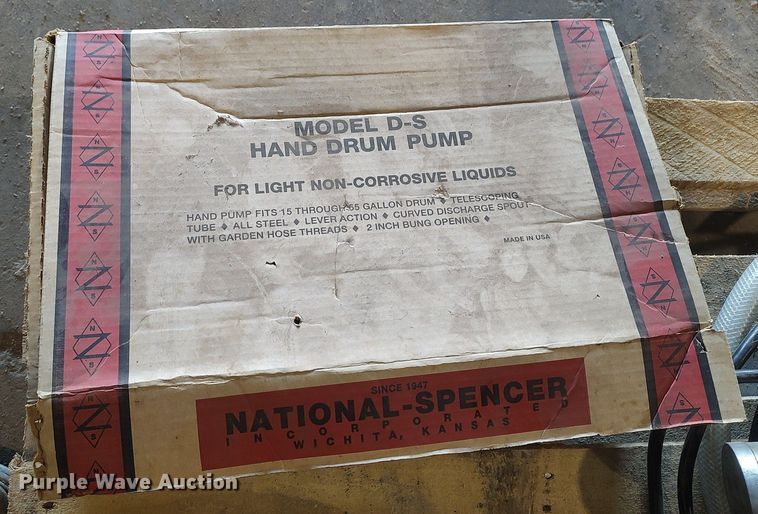 MODEL D-S
HAND DRUM PUMP
FOR LIGHT NON-CORROSIVE LIQUIDS
HAND PUMP FITS 15 THROUGH 55 GALLON DRUM ♦ TELESCOPING
TUBE ♦ ALL STEEL ♦ LEVER ACTION ♦ CURVED DISCHARGE SPOUT
WITH GARDEN HOSE THREADS ♦ 2 INCH BUNG OPENING ♦
MADE IN USA
SINCE 1947
NATIONAL-SPENCER
INCORPORATED
WICHITA, KANSAS
Purple Wave Auction